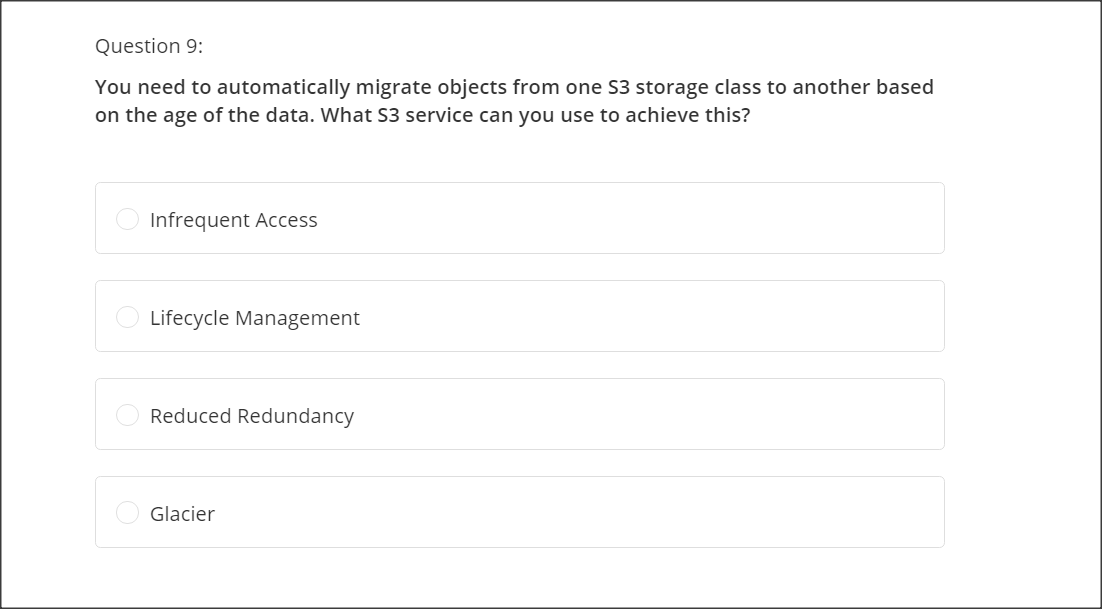 Question 9:
You need to automatically migrate objects from one S3 storage class to another based
on the age of the data. What S3 service can you use to achieve this?
Infrequent Access
Lifecycle Management
Reduced Redundancy
Glacier